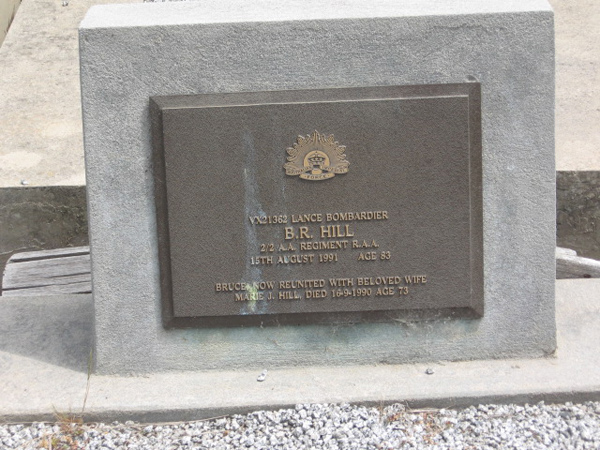 VX21362 LANCE BOMBARDIER
B.R. HILL
2/2 A.A. REGIMENT R.A.A.
15TH AUGUST 1991 AGE 83
BRUCE, NOW REUNITED WITH BELOVED WIFE
MARIE J. HILL, DIED 16-9-1990 AGE 73